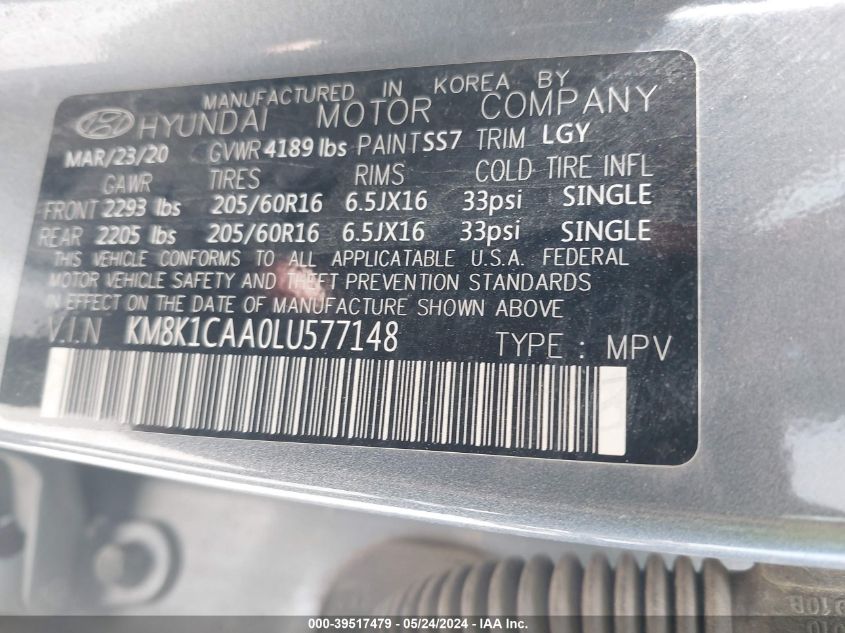 MANUFACTURED IN KOREA BY
HYUNDAI MOTOR COMPANY
MAR/23/20 GVWR 4189 lbs PAINT SS7 TRIM LGY
GAWR TIRES RIMS COLD TIRE INFL
FRONT 2293 lbs 205/60R16 6.5JX16 33psi SINGLE
REAR 2205 lbs 205/60R16 6.5JX16 33psi SINGLE
THIS VEHICLE CONFORMS TO ALL APPLICATABLE U.S.A. FEDERAL
MOTOR VEHICLE SAFETY AND THEFT PREVENTION STANDARDS
IN EFFECT ON THE DATE OF MANUFACTURE SHOWN ABOVE
V.I.N KM8K1CAA0LU577148 TYPE : MPV
000-39517479 - 05/24/2024 - IAA Inc.